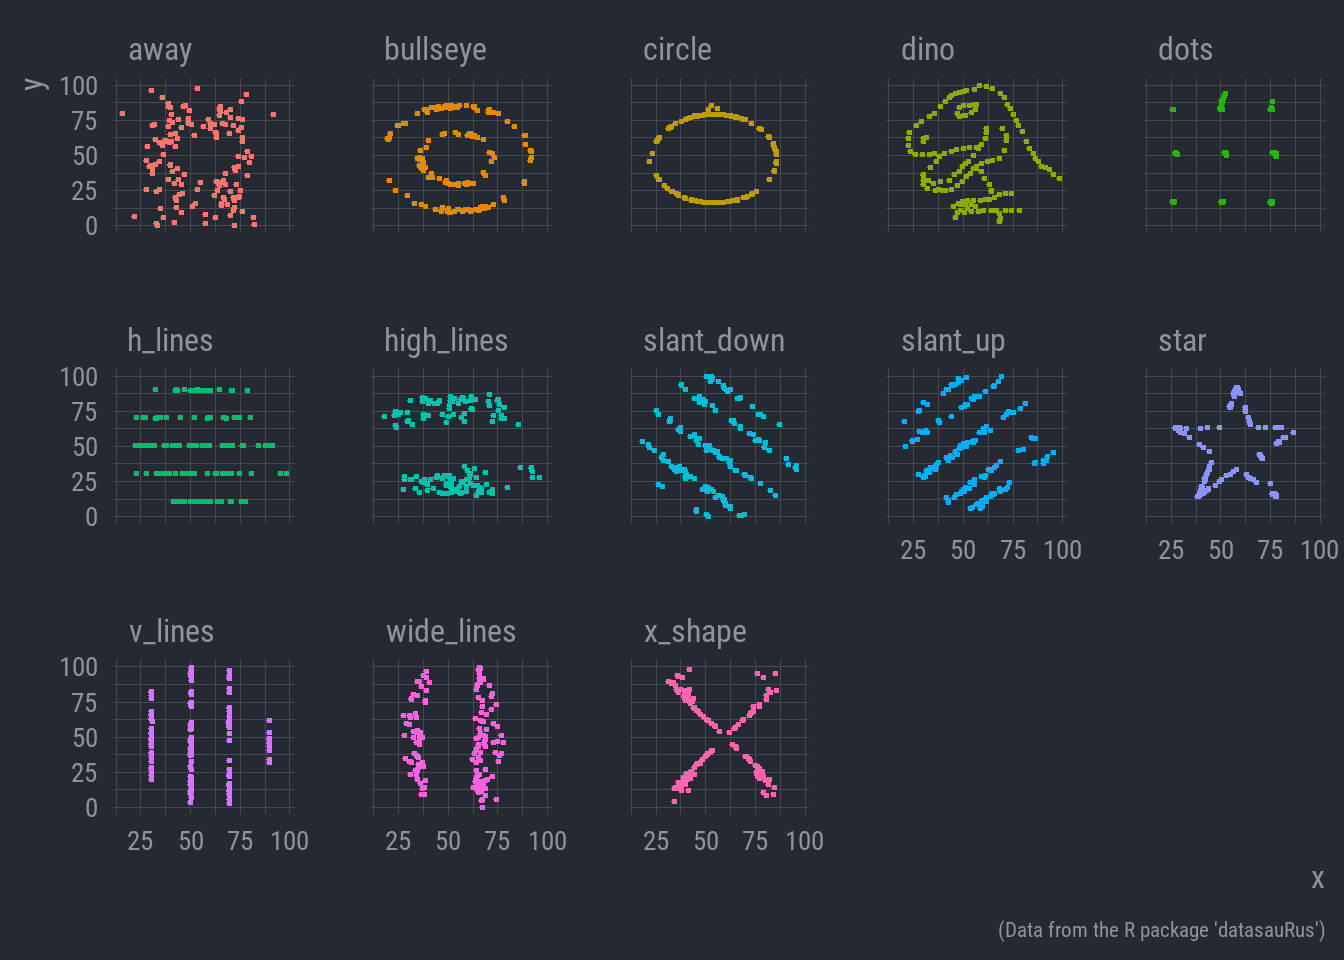 away bullseye circle dino dots
y
100
75
50
25
0
h_lines high_lines slant_down slant_up star
100
75
50
25
0
25 50 75 100 25 50 75 100
v_lines wide_lines x_shape
100
75
50
25
0
25 50 75 100 25 50 75 100 25 50 75 100
x
(Data from the R package 'datasauRus')